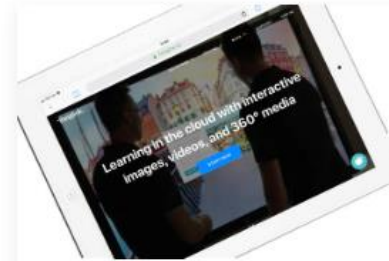 Learning in the cloud with interactive
images, videos, and 360° media